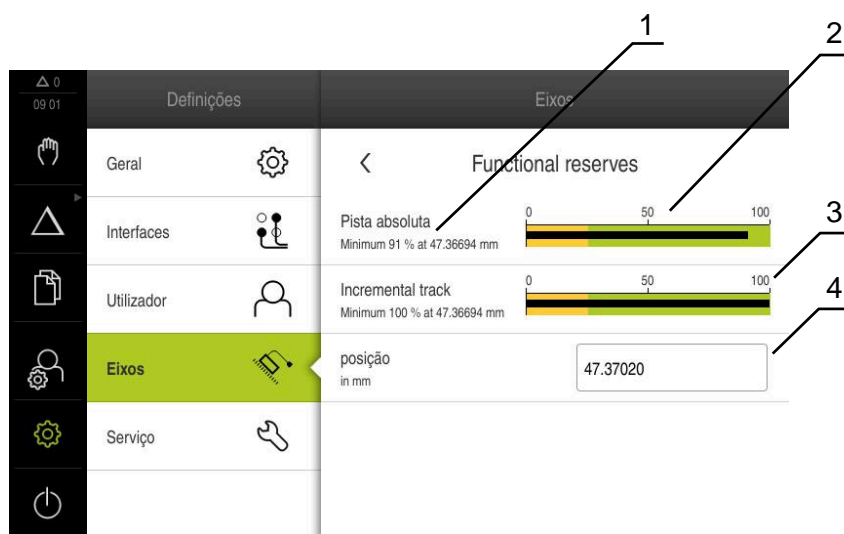 1
2
△ 0
09 01
Definições
Eixos
Geral
Functional reserves
Pista absoluta
Minimum 91 % at 47.36694 mm
0 50 100
3
Interfaces
Incremental track
Minimum 100 % at 47.36694 mm
0 50 100
4
Utilizador
posição
in mm
47.37020
Eixos
Serviço